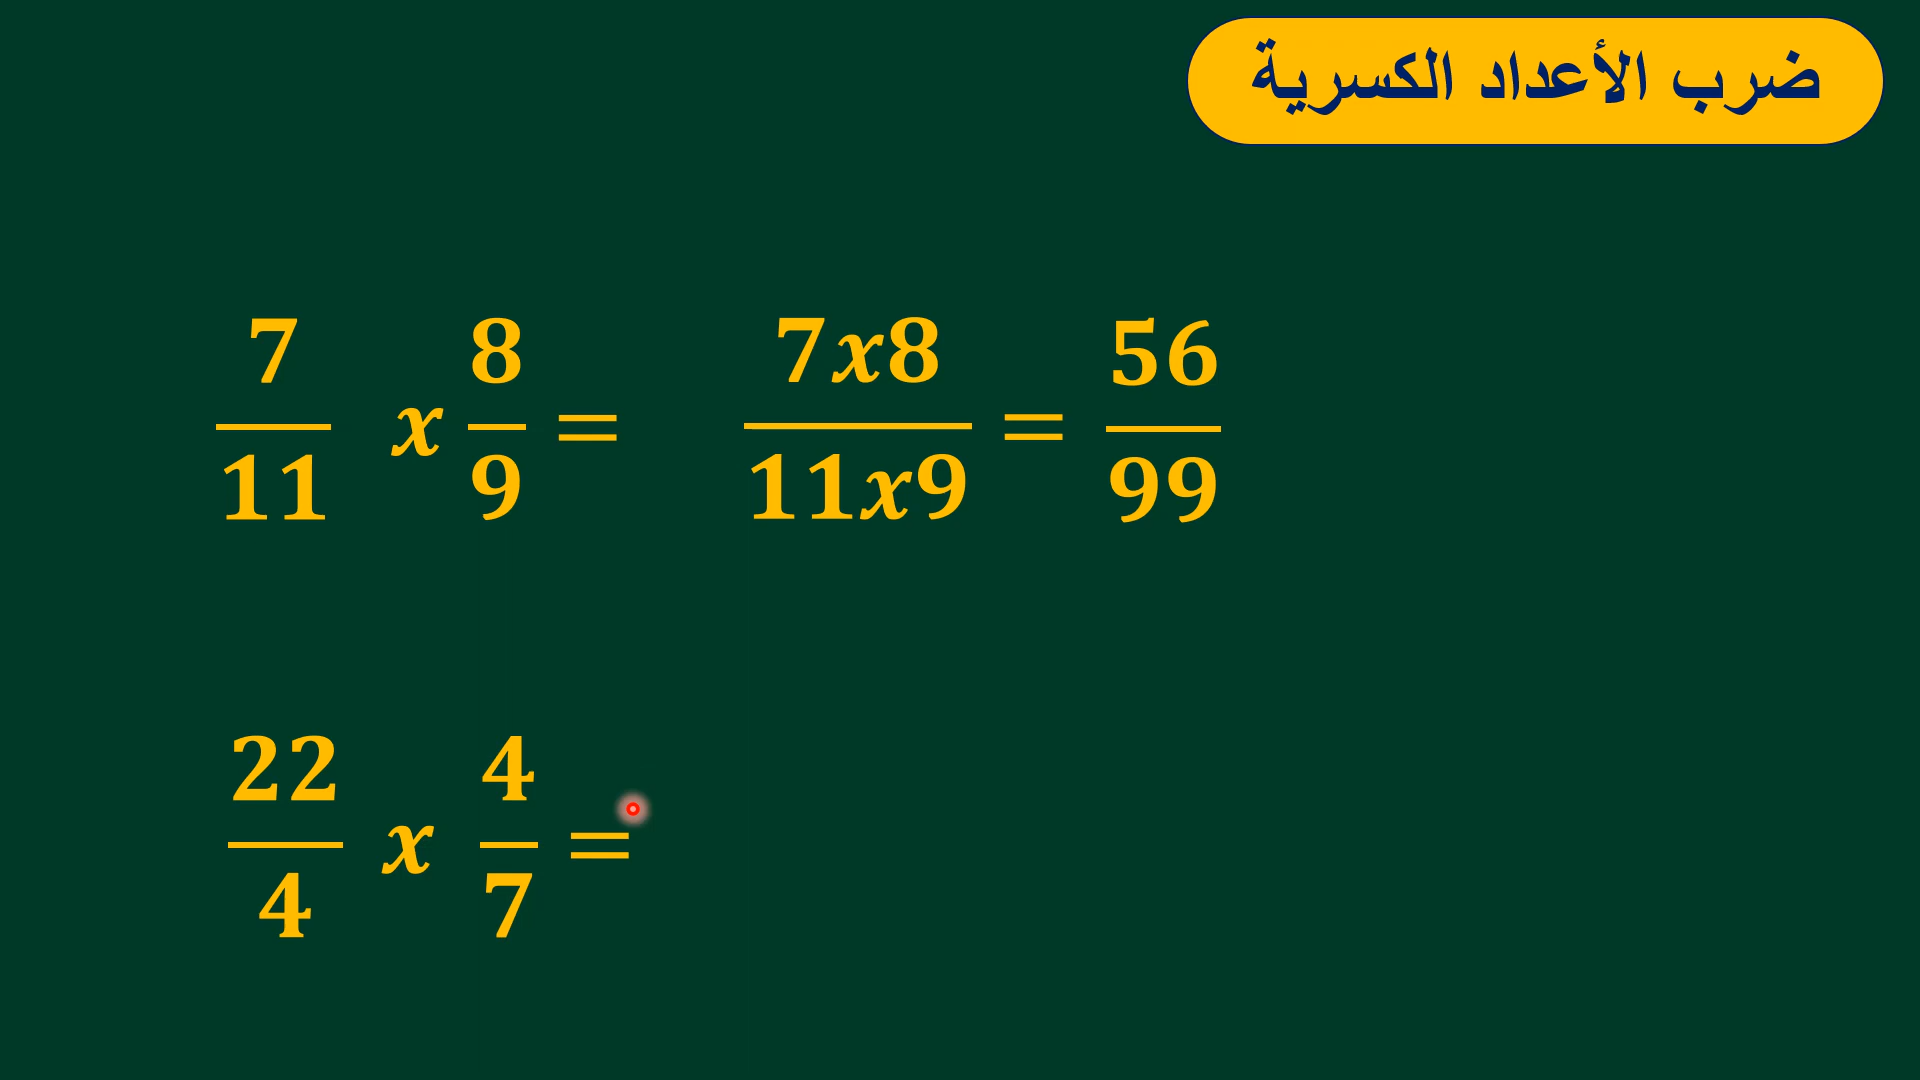 ضرب الأعداد الكسرية
7/11 x 8/9 = 7x8/11x9 = 56/99
22/4 x 4/7 =